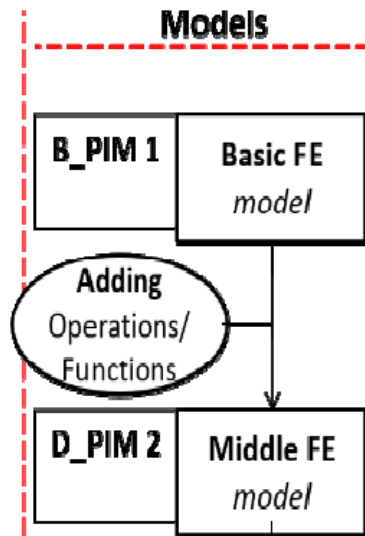 Models
B_PIM 1
Basic FE
model
Adding
Operations/
Functions
D_PIM 2
Middle FE
model